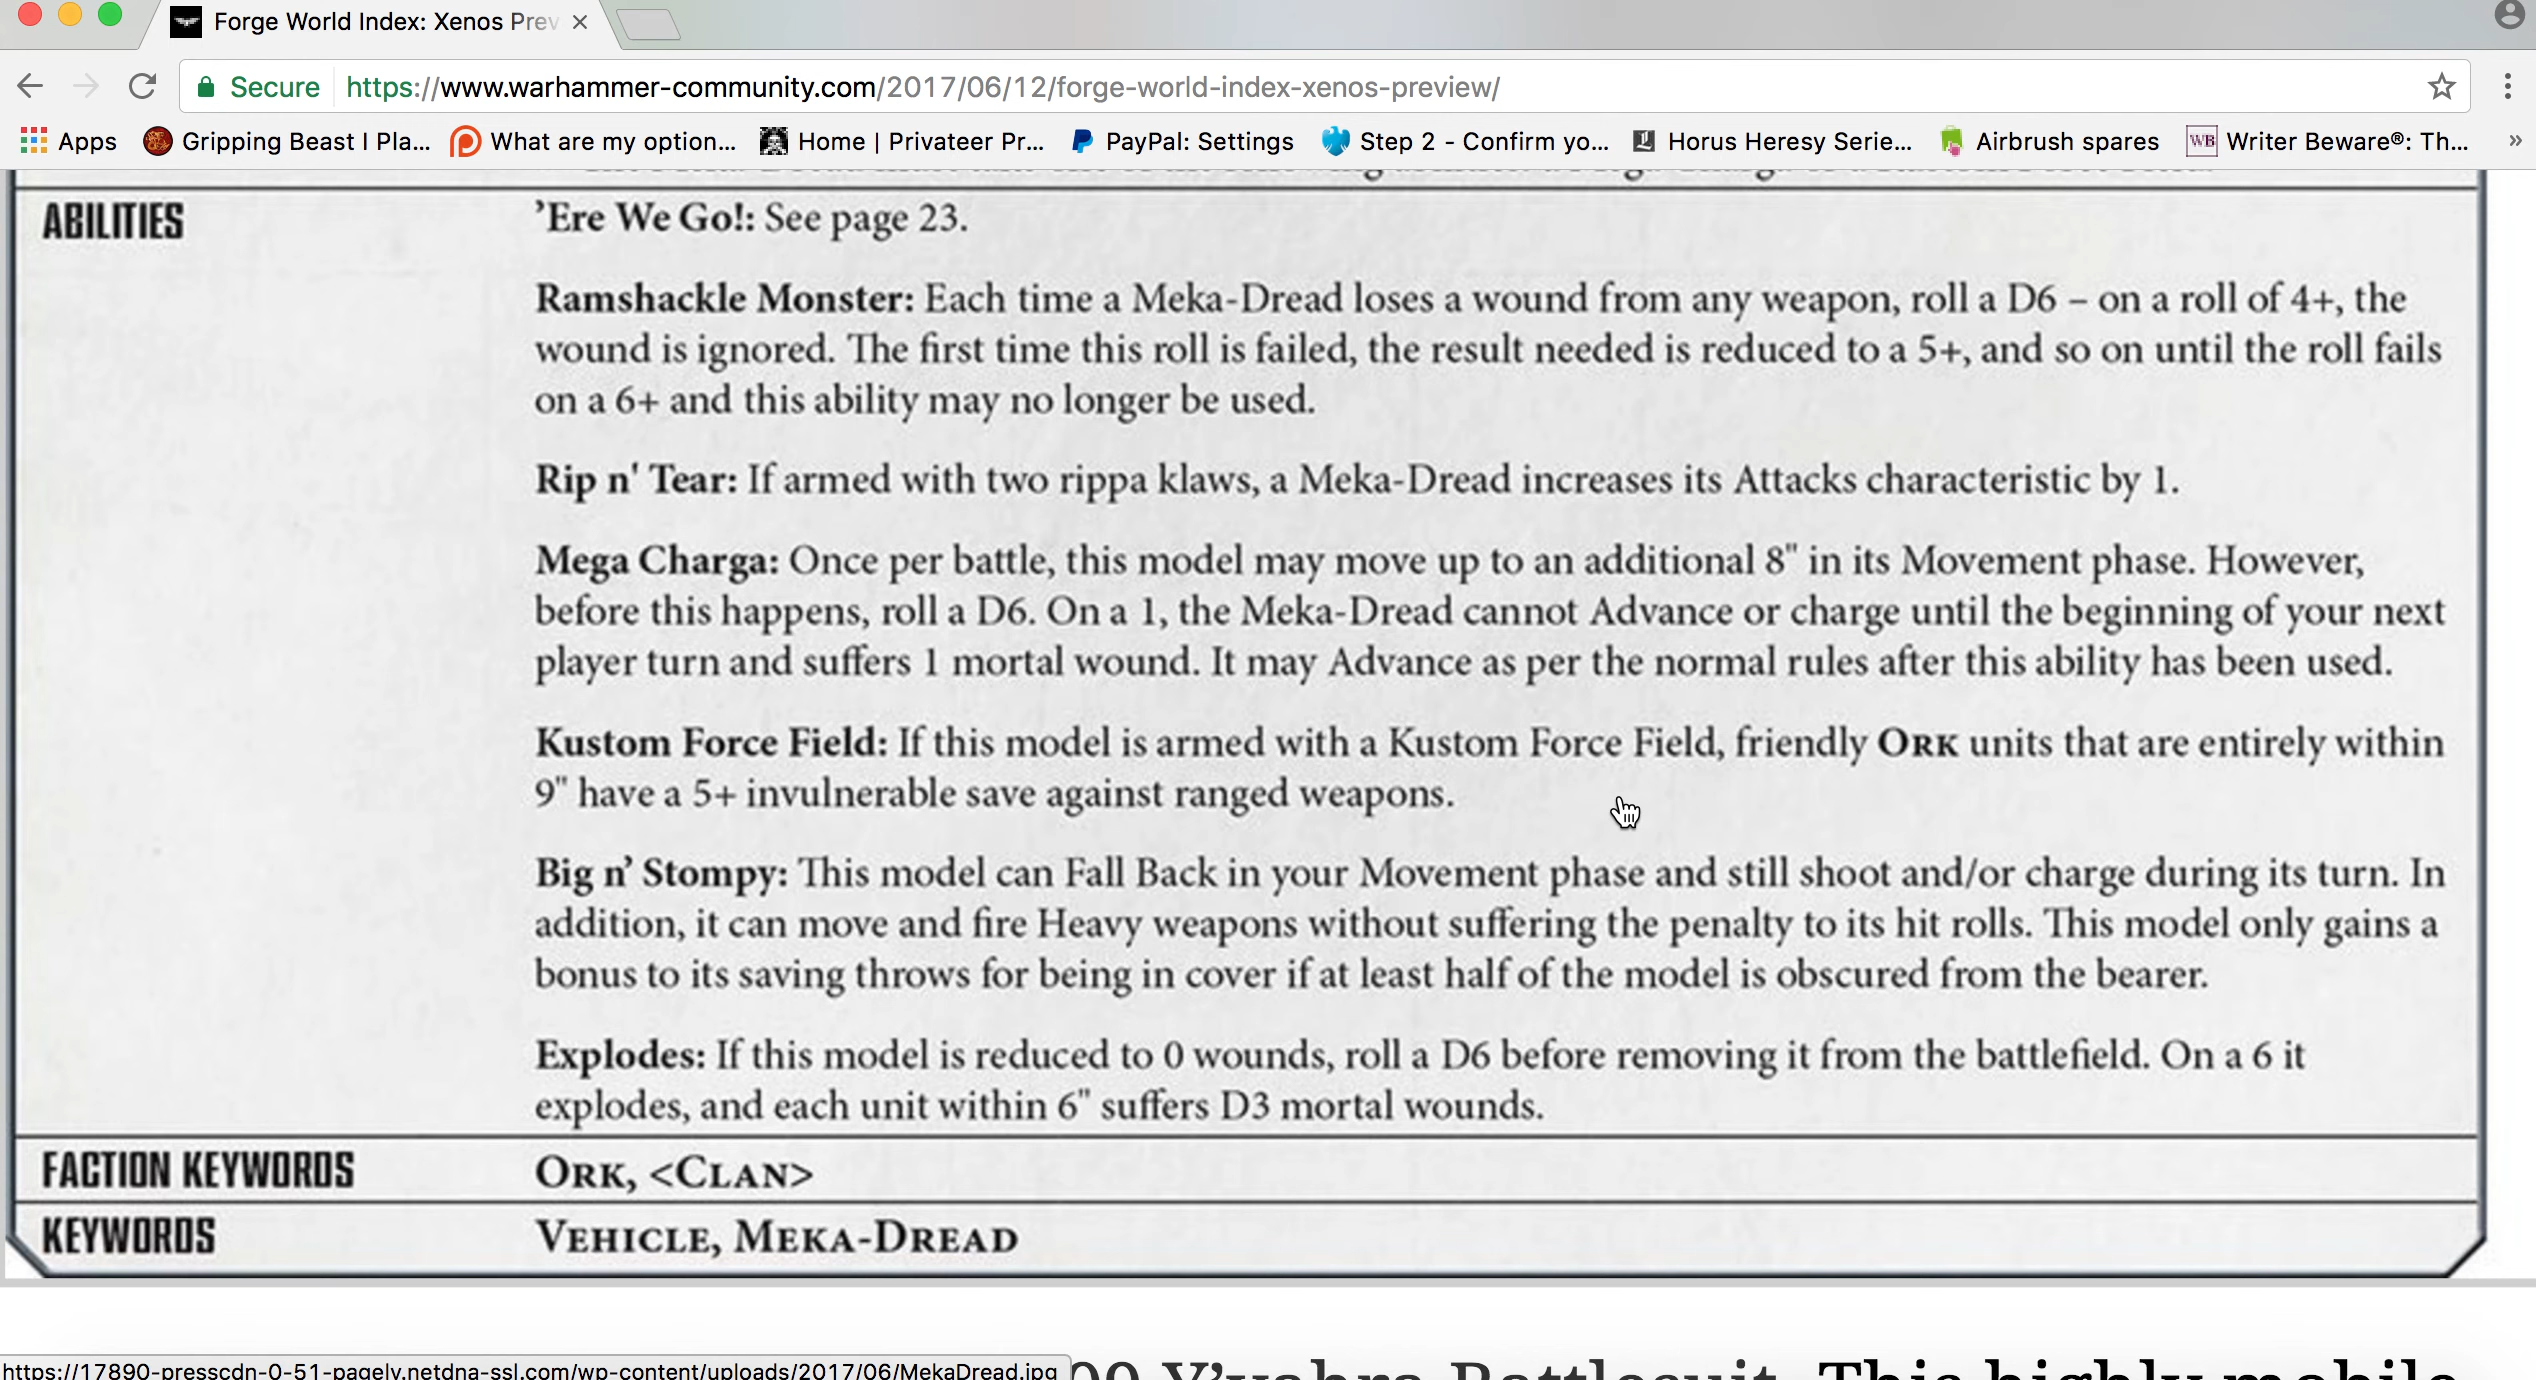 Forge World Index: Xenos Prev
Secure https://www.warhammer-community.com/2017/06/12/forge-world-index-xenos-preview/
Apps Gripping Beast I Pla... What are my option... Home | Privateer Pr... PayPal: Settings Step 2 - Confirm yo... Horus Heresy Serie... Airbrush spares WB Writer Beware®: Th... »
ABILITIES
’Ere We Go!: See page 23.
Ramshackle Monster: Each time a Meka-Dread loses a wound from any weapon, roll a D6 – on a roll of 4+, the
wound is ignored. The first time this roll is failed, the result needed is reduced to a 5+, and so on until the roll fails
on a 6+ and this ability may no longer be used.
Rip n' Tear: If armed with two rippa klaws, a Meka-Dread increases its Attacks characteristic by 1.
Mega Charga: Once per battle, this model may move up to an additional 8" in its Movement phase. However,
before this happens, roll a D6. On a 1, the Meka-Dread cannot Advance or charge until the beginning of your next
player turn and suffers 1 mortal wound. It may Advance as per the normal rules after this ability has been used.
Kustom Force Field: If this model is armed with a Kustom Force Field, friendly ORK units that are entirely within
9" have a 5+ invulnerable save against ranged weapons.
Big n’ Stompy: This model can Fall Back in your Movement phase and still shoot and/or charge during its turn. In
addition, it can move and fire Heavy weapons without suffering the penalty to its hit rolls. This model only gains a
bonus to its saving throws for being in cover if at least half of the model is obscured from the bearer.
Explodes: If this model is reduced to 0 wounds, roll a D6 before removing it from the battlefield. On a 6 it
explodes, and each unit within 6" suffers D3 mortal wounds.
FACTION KEYWORDS ORK, <CLAN>
KEYWORDS VEHICLE, MEKA-DREAD
https://17890-presscdn-0-51-pagely.netdna-ssl.com/wp-content/uploads/2017/06/MekaDread.jpg
Y’vahra Battlesuit. This highly mobile